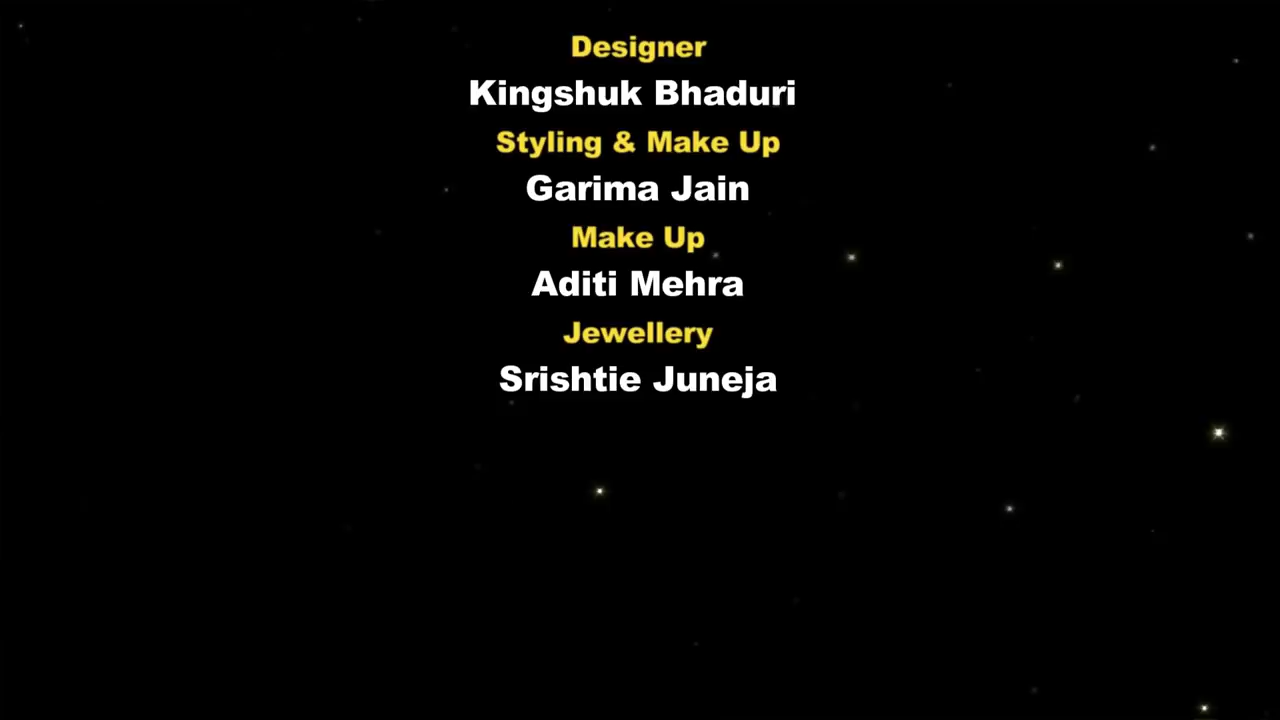 Designer
Kingshuk Bhaduri
Styling & Make Up
Garima Jain
Make Up
Aditi Mehra
Jewellery
Srishtie Juneja